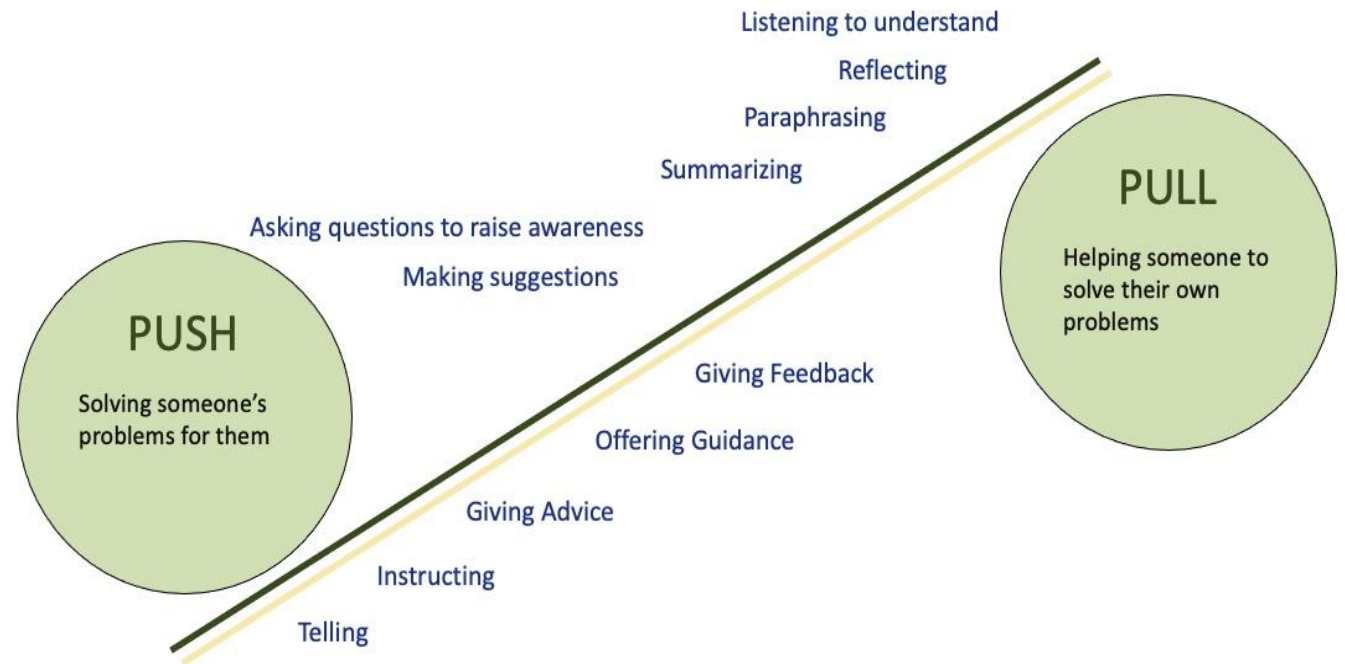 Listening to understand
Reflecting
Paraphrasing
Summarizing
Asking questions to raise awareness
Making suggestions
PUSH
Solving someone’s
problems for them
PULL
Helping someone to
solve their own
problems
Giving Feedback
Offering Guidance
Giving Advice
Instructing
Telling